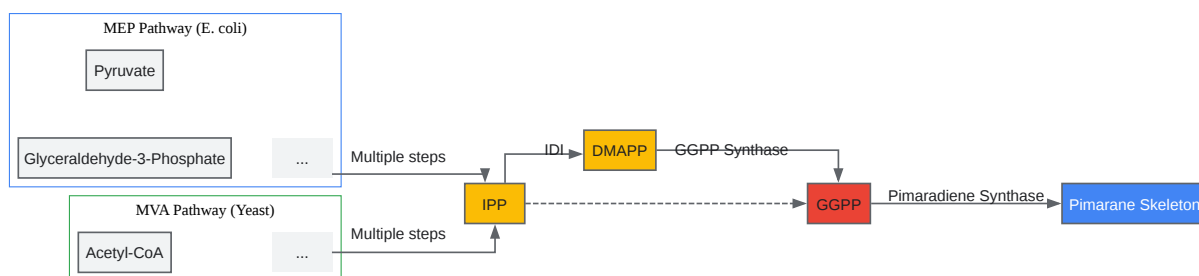 MEP Pathway (E. coli)
Pyruvate
Glyceraldehyde-3-Phosphate
...
Multiple steps
IDI
DMAPP
GGPP Synthase
IPP
GGPP
Pimaradiene Synthase
Pimarane Skeleton
MVA Pathway (Yeast)
Acetyl-CoA
...
Multiple steps